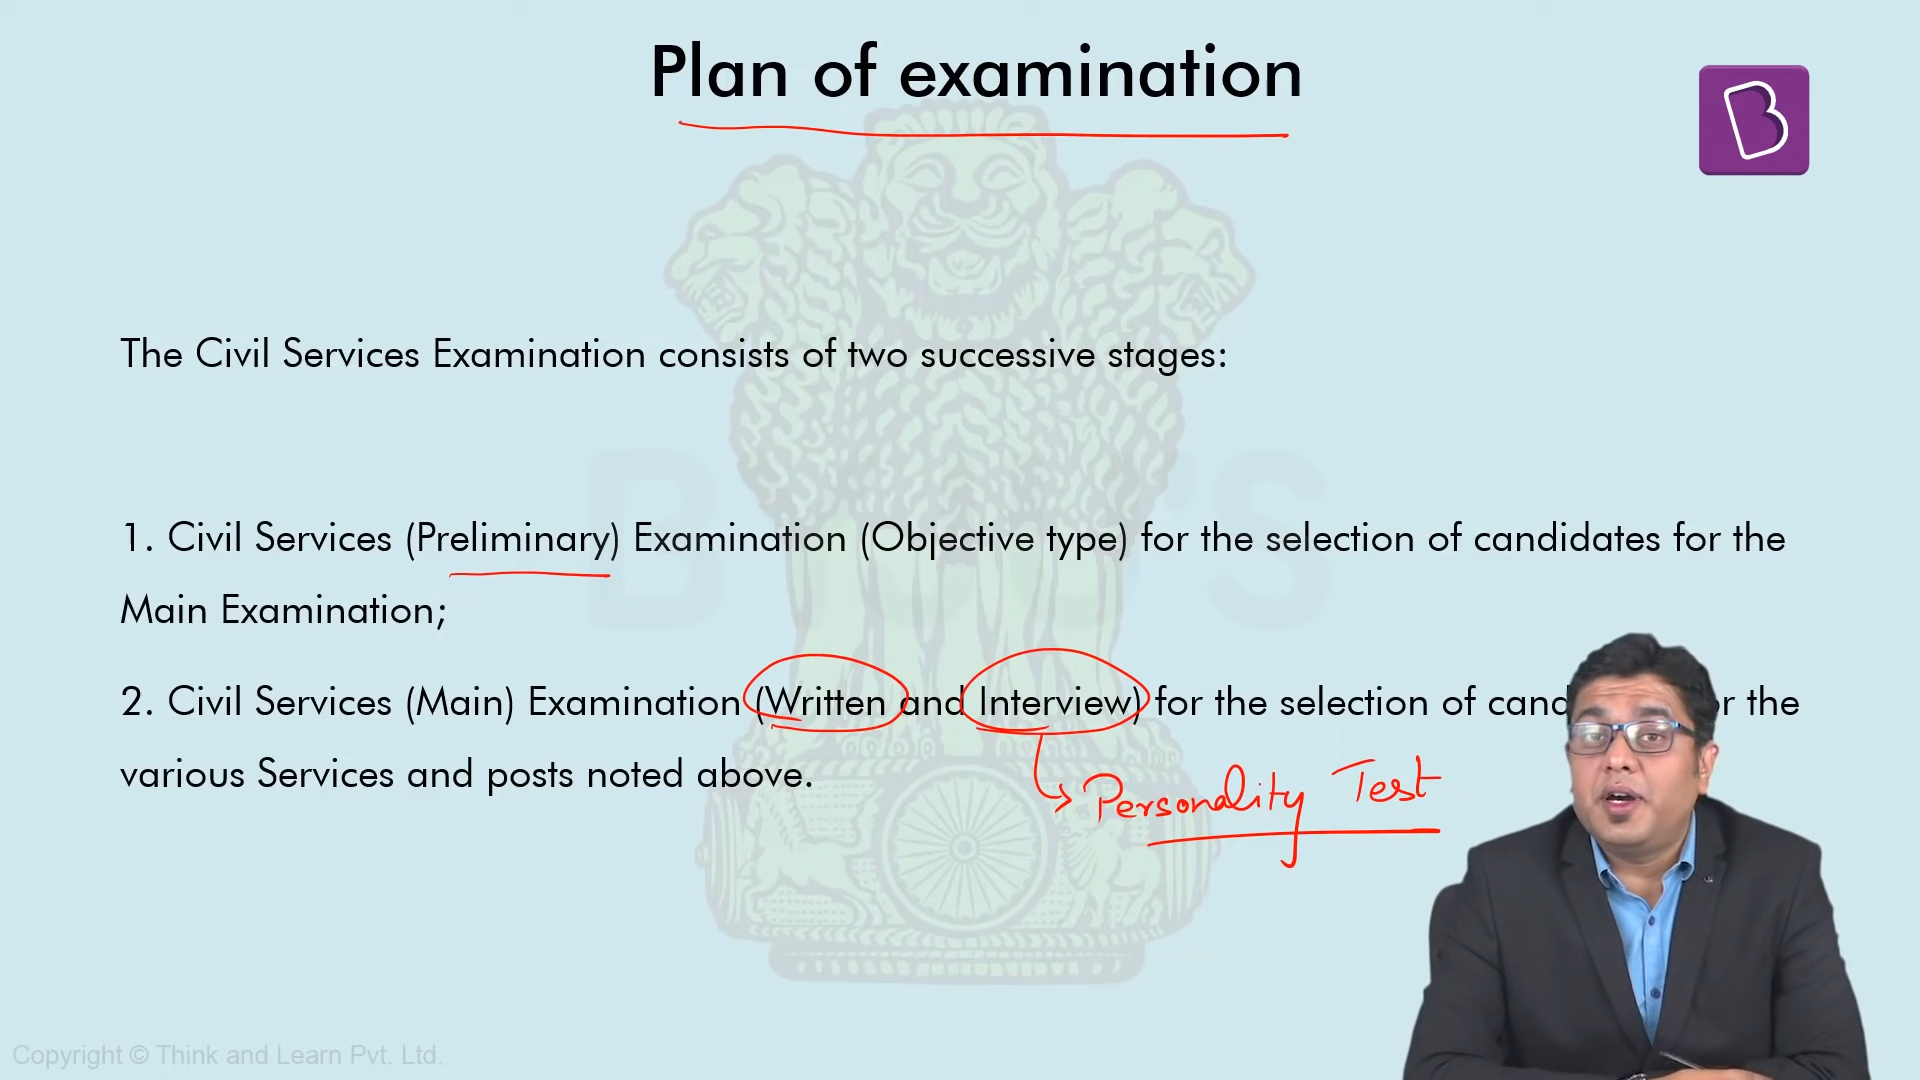 Plan of examination
B
The Civil Services Examination consists of two successive stages:
1. Civil Services (Preliminary) Examination (Objective type) for the selection of candidates for the
Main Examination;
2. Civil Services (Main) Examination (Written and Interview) for the selection of cand r the
various Services and posts noted above.
Personality Test
Copyright © Think and Learn Pvt. Ltd.